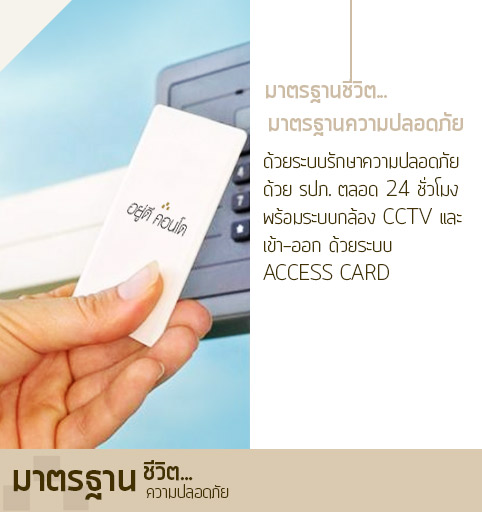 มาตรฐานชีวิต...
มาตรฐานความปลอดภัย
ด้วยระบบรักษาความปลอดภัย
ด้วย รปภ. ตลอด 24 ชั่วโมง
พร้อมระบบกล้อง CCTV และ
เข้า-ออก ด้วยระบบ
ACCESS CARD
อยู่ดี คอนโด
4
7
*
มาตรฐาน ชีวิต...
ความปลอดภัย